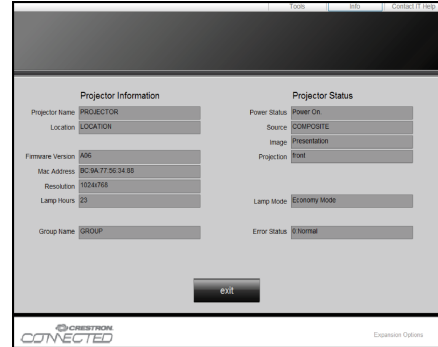 Tools Info Contact IT Help
Projector Information
Projector Name PROJECTOR
Location LOCATION
Firmware Version A06
Mac Address BC:9A:77:56:34:88
Resolution 1024x768
Lamp Hours 23
Group Name GROUP
Projector Status
Power Status Power On
Source COMPOSITE
Image Presentation
Projection front
Lamp Mode Economy Mode
Error Status 0:Normal
exit
CRESTRON
CONNECTED
Expansion Options